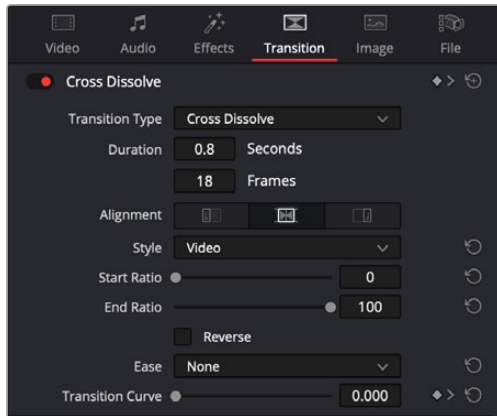 Video Audio Effects Transition Image File
Cross Dissolve
Transition Type Cross Dissolve
Duration 0.8 Seconds
18 Frames
Alignment
Style Video
Start Ratio 0
End Ratio 100
Reverse
Ease None
Transition Curve 0.000